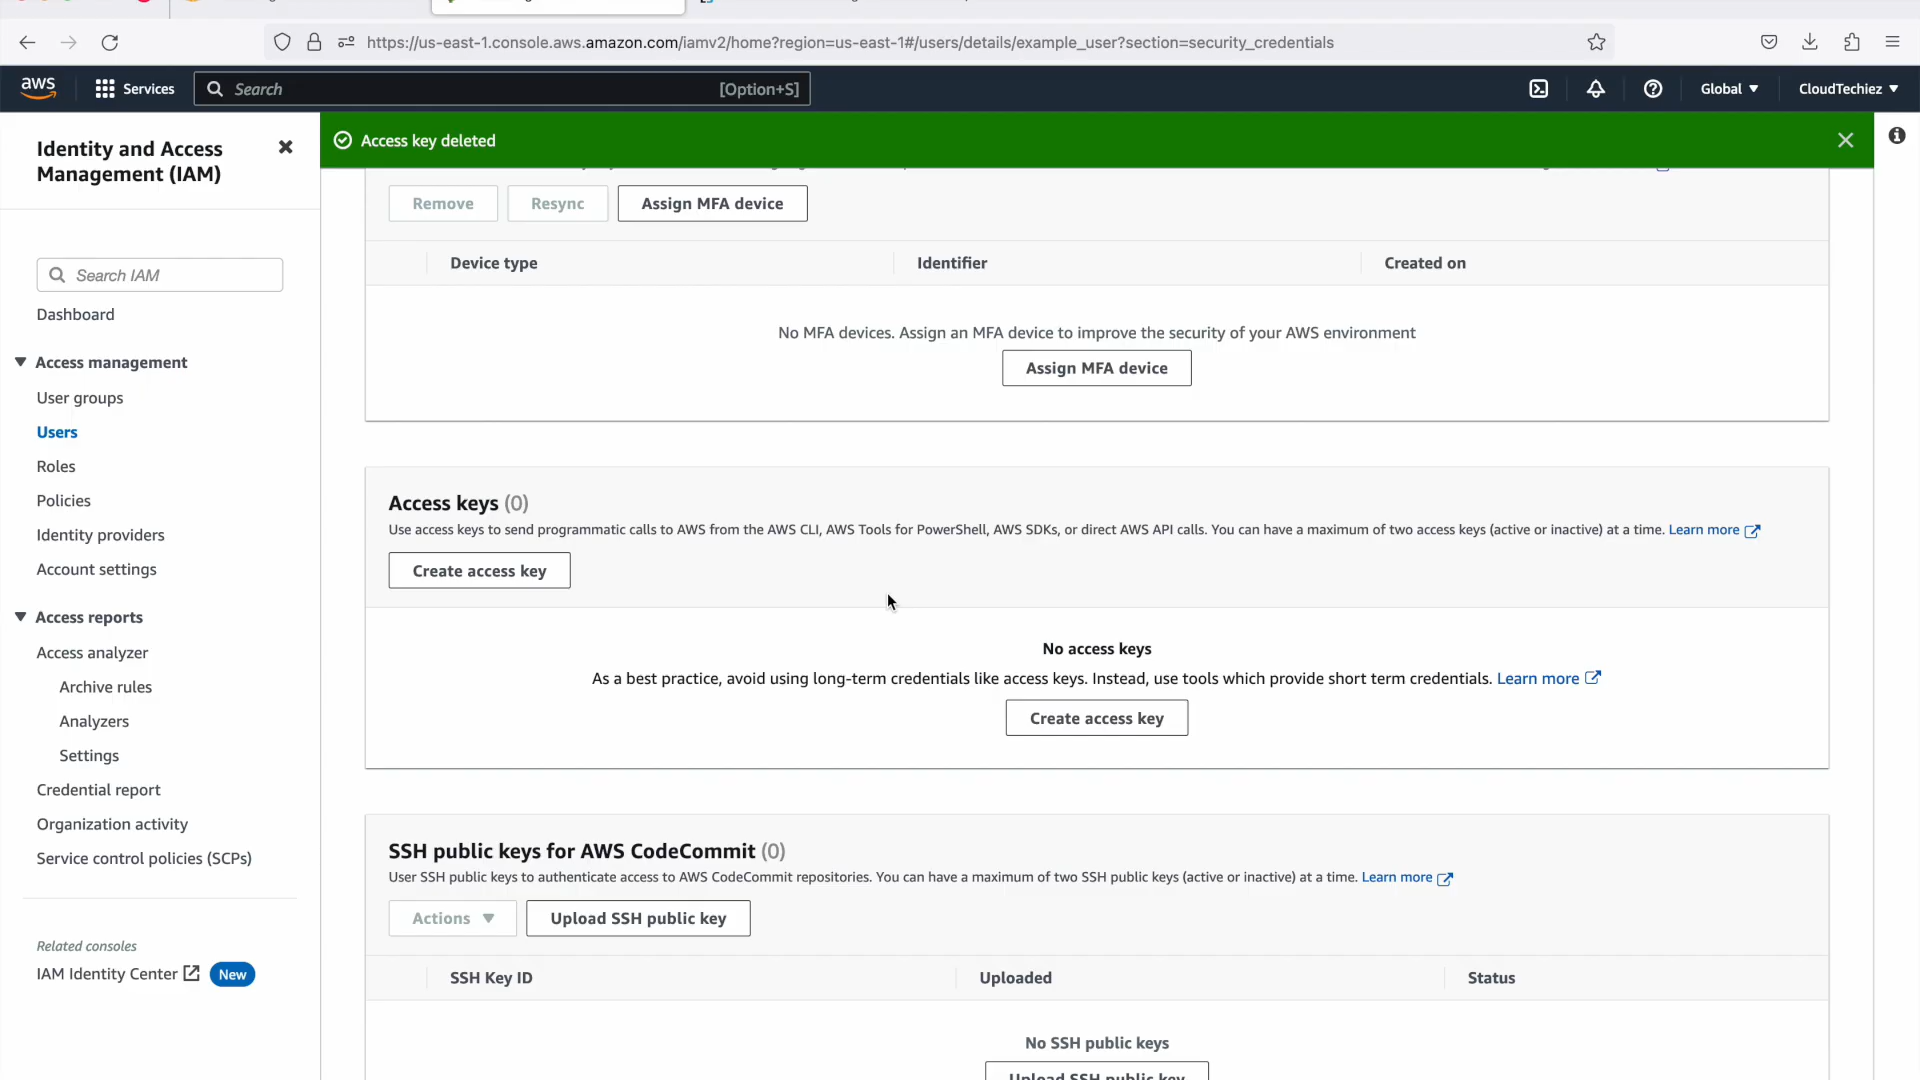 https://us-east-1.console.aws.amazon.com/iamv2/home?region=us-east-1#/users/details/example_user?section=security_credentials
aws
Services
Search
[Option+S]
Global
CloudTechiez
Identity and Access
Management (IAM)
Search IAM
Dashboard
Access management
User groups
Users
Roles
Policies
Identity providers
Account settings
Access reports
Access analyzer
Archive rules
Analyzers
Settings
Credential report
Organization activity
Service control policies (SCPs)
Related consoles
IAM Identity Center New
Access key deleted
Remove
Resync
Assign MFA device
Device type
Identifier
Created on
No MFA devices. Assign an MFA device to improve the security of your AWS environment
Assign MFA device
Access keys (0)
Use access keys to send programmatic calls to AWS from the AWS CLI, AWS Tools for PowerShell, AWS SDKs, or direct AWS API calls. You can have a maximum of two access keys (active or inactive) at a time. Learn more
Create access key
No access keys
As a best practice, avoid using long-term credentials like access keys. Instead, use tools which provide short term credentials. Learn more
Create access key
SSH public keys for AWS CodeCommit (0)
User SSH public keys to authenticate access to AWS CodeCommit repositories. You can have a maximum of two SSH public keys (active or inactive) at a time. Learn more
Actions
Upload SSH public key
SSH Key ID
Uploaded
Status
No SSH public keys
Upload SSH public key